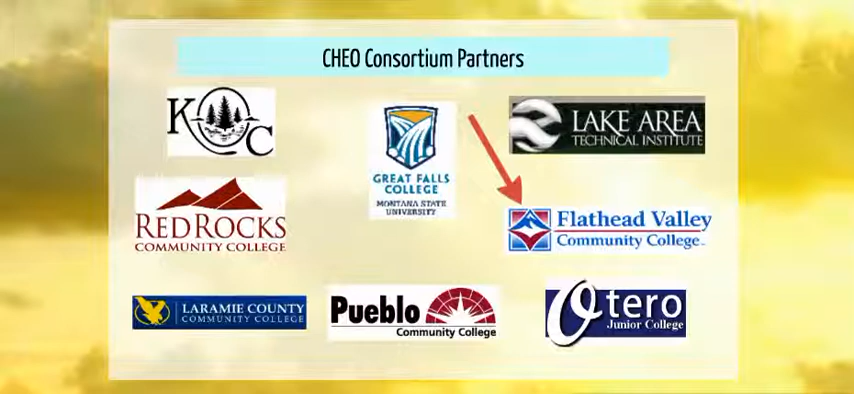 CHEO Consortium Partners
K C
GREAT FALLS
COLLEGE
MONTANA STATE
UNIVERSITY
LAKE AREA
TECHNICAL INSTITUTE
RED ROCKS
COMMUNITY COLLEGE
Flathead Valley
Community College
LARAMIE COUNTY
COMMUNITY COLLEGE
Pueblo
Community College
Otero
Junior College